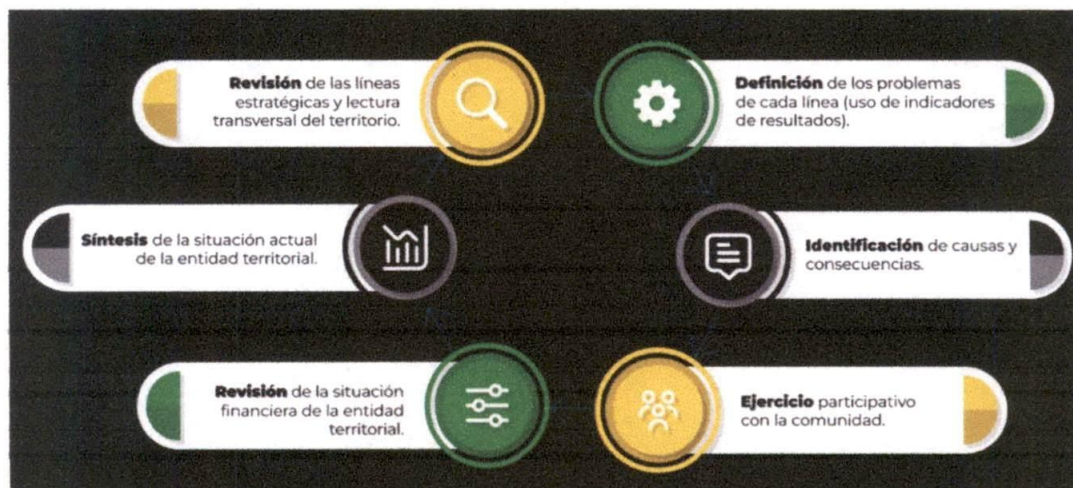 Revisión de las líneas
estratégicas y lectura
transversal del territorio.
Definición de los problemas
de cada línea (uso de indicadores
de resultados).
Síntesis de la situación actual
de la entidad territorial.
Identificación de causas y
consecuencias.
Revisión de la situación
financiera de la entidad
territorial.
Ejercicio participativo
con la comunidad.